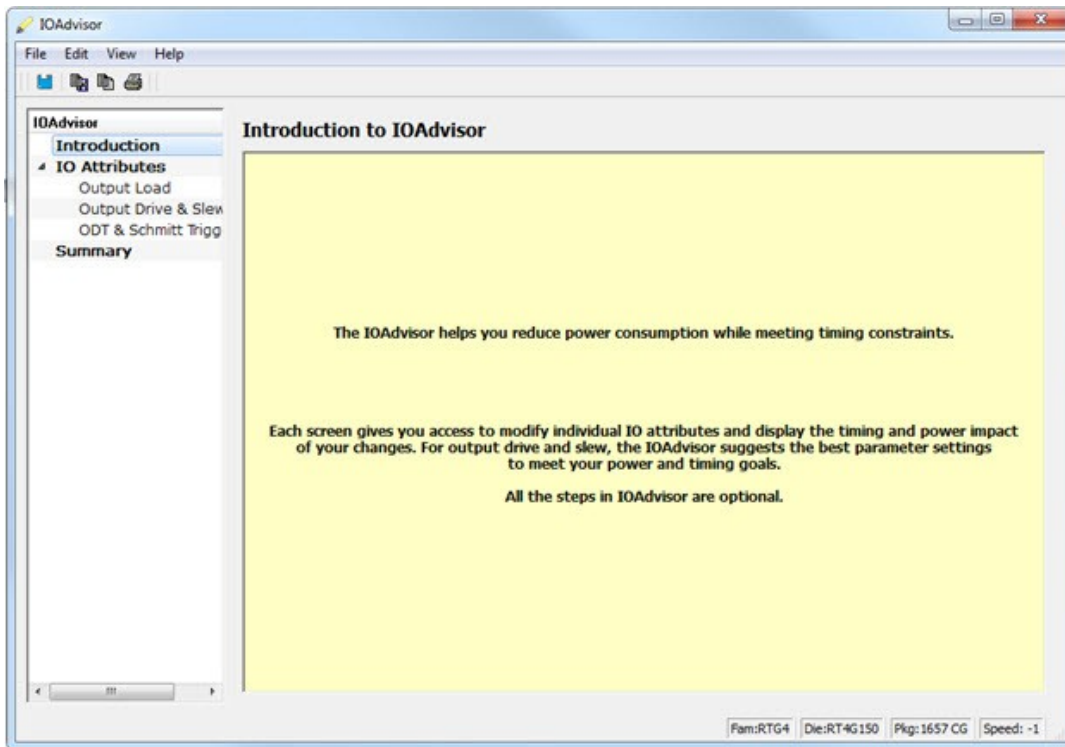 IOAdvisor
File Edit View Help
IOAdvisor
Introduction
IO Attributes
Output Load
Output Drive & Slew
ODT & Schmitt Trigg
Summary
Introduction to IOAdvisor
The IOAdvisor helps you reduce power consumption while meeting timing constraints.
Each screen gives you access to modify individual IO attributes and display the timing and power impact
of your changes. For output drive and slew, the IOAdvisor suggests the best parameter settings
to meet your power and timing goals.
All the steps in IOAdvisor are optional.
Fam:RTG4 Die:RT4G150 Pkg:1657 CG Speed: -1